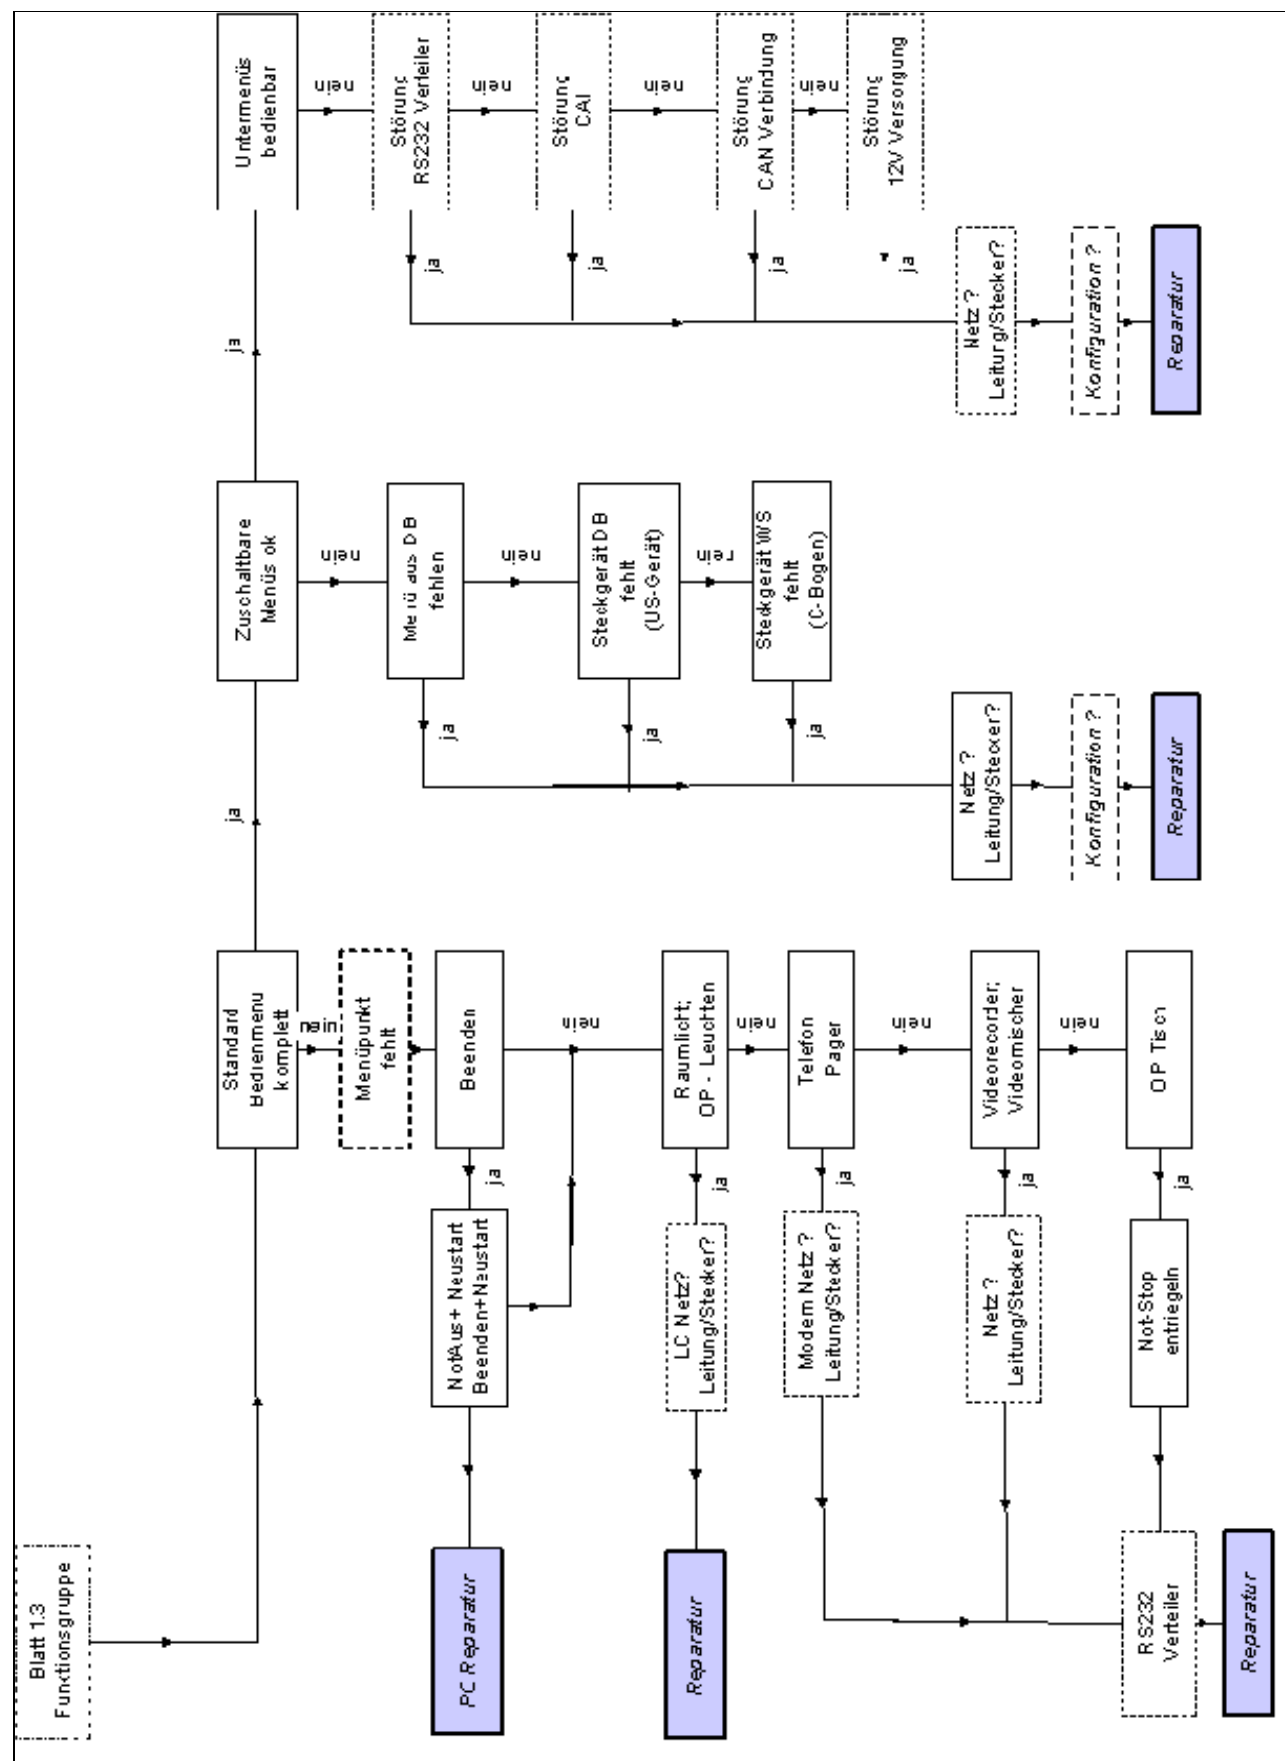 Blatt 1.3
Funktionsgruppe
Standard
Bedienmenu
komplett
ja
Zuschaltbare
Menüs ok
ja
Untermenüs
bedienbar
nein
nein
nein
Menüpunkt
fehlt
Beenden
ja
NotAus+ Neustart
Beenden+Neustart
PC Reparatur
nein
Raumlicht;
OP - Leuchten
ja
LC Netz?
Leitung/Stecker?
Reparatur
nein
Telefon
Pager
ja
Modem Netz ?
Leitung/Stecker?
nein
Videorecorder;
Videomischer
ja
Netz ?
Leitung/Stecker?
nein
OP Tisch
ja
Not-Stop
entriegeln
RS232
Verteiler
Reparatur
Menü aus DB
fehlen
ja
nein
Steckgerät DB
fehlt
(US-Gerät)
ja
nein
Steckgerät WS
fehlt
(C-Bogen)
ja
Netz ?
Leitung/Stecker?
Konfiguration ?
Reparatur
Störung
RS232 Verteiler
ja
nein
Störung
CAI
ja
nein
Störung
CAN Verbindung
ja
nein
Störung
12V Versorgung
ja
Netz ?
Leitung/Stecker?
Konfiguration ?
Reparatur